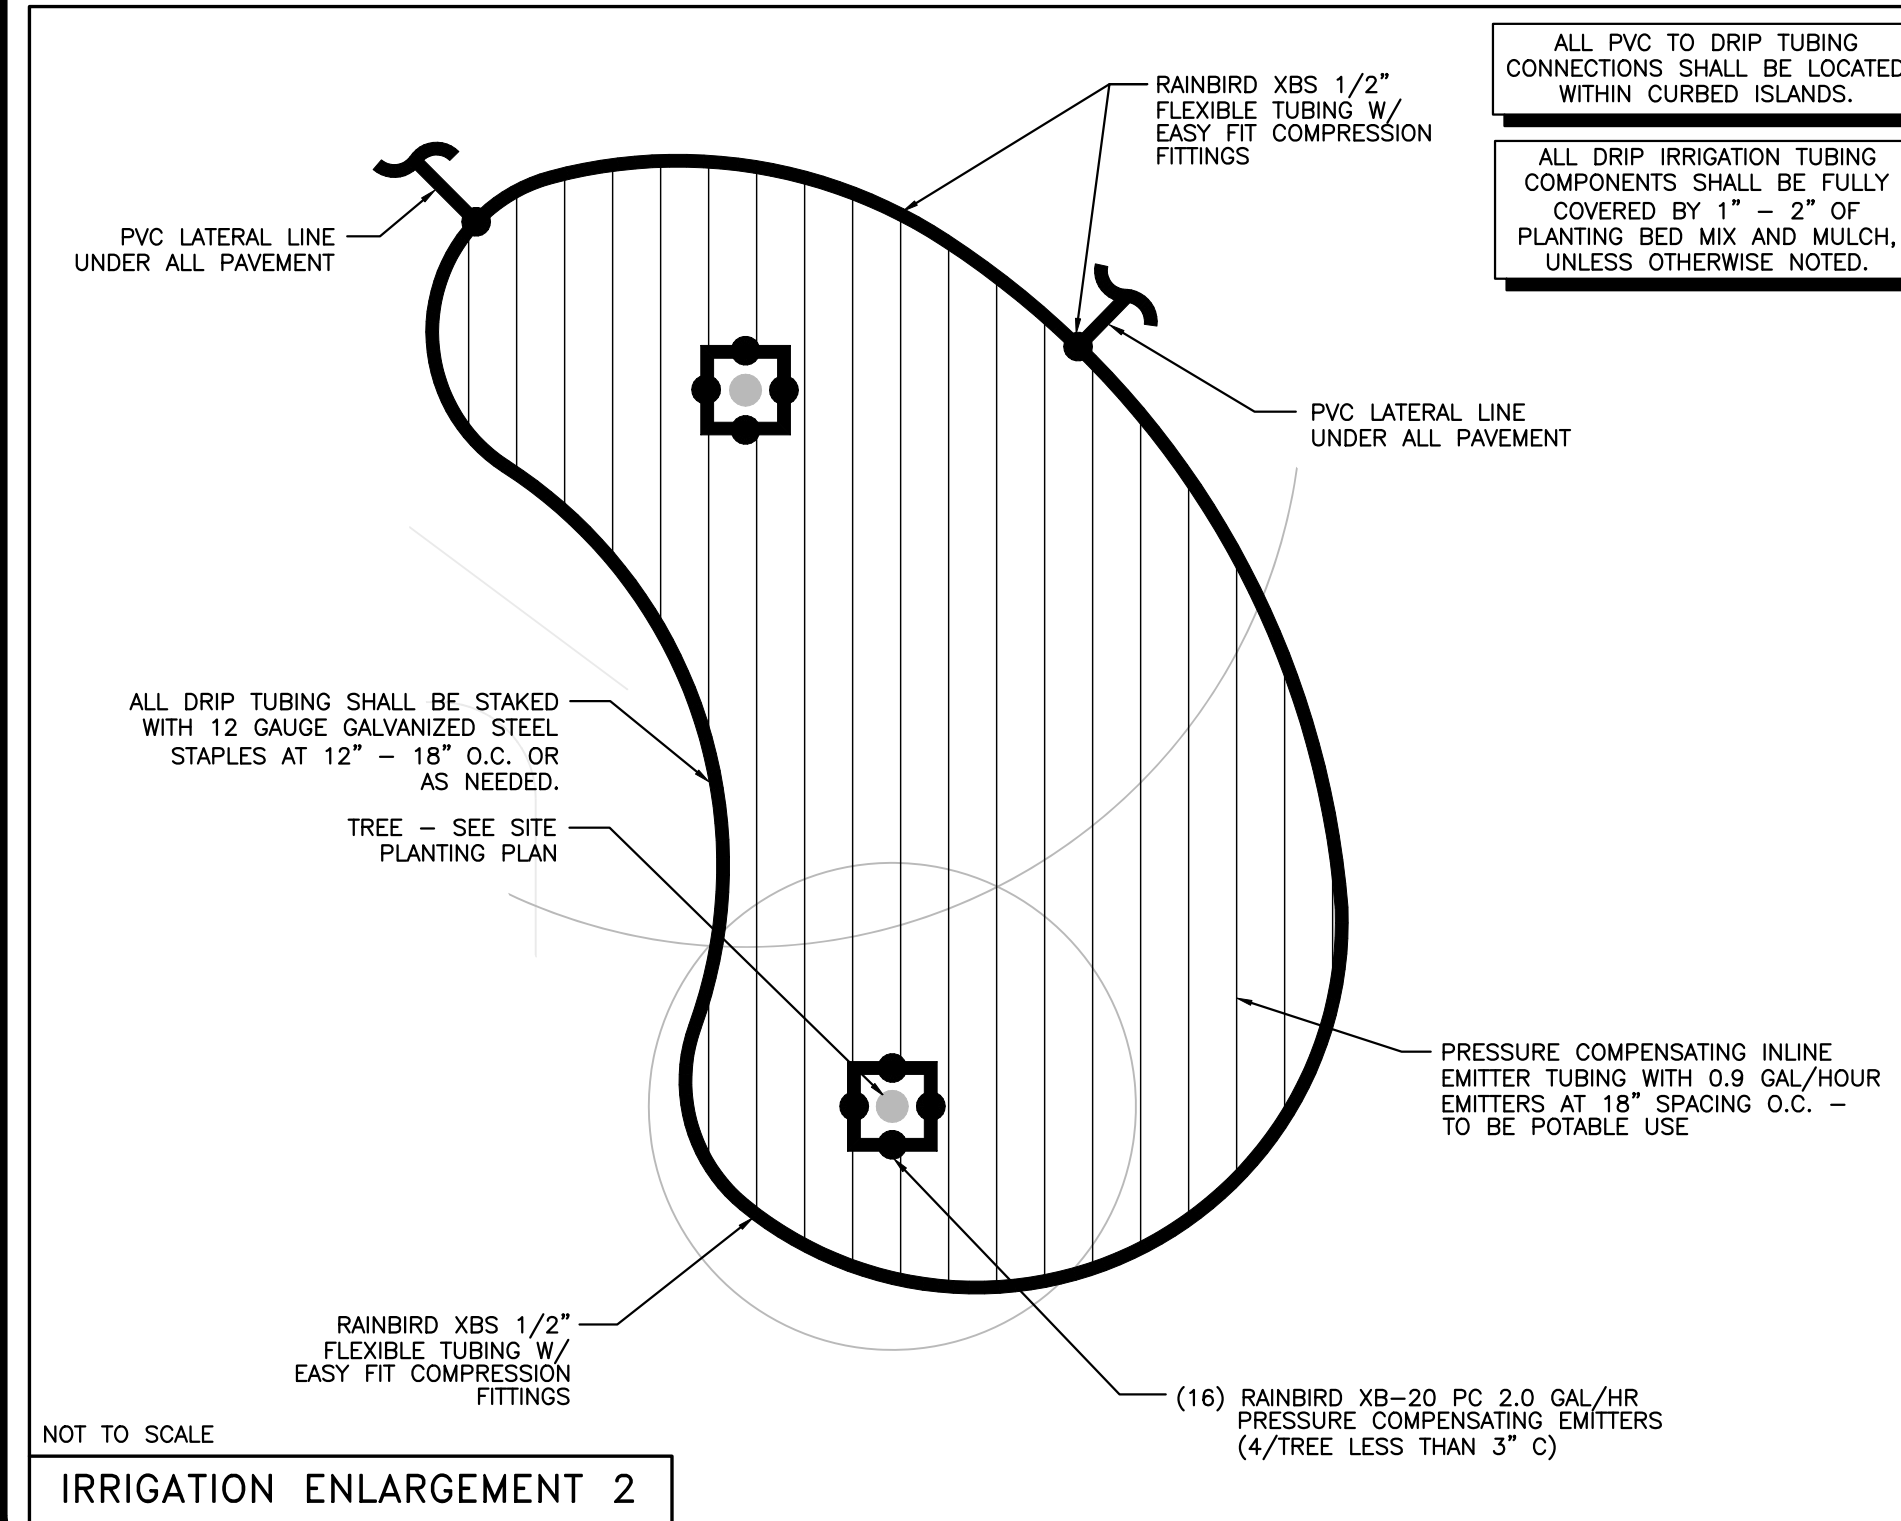 ALL PVC TO DRIP TUBING
CONNECTIONS SHALL BE LOCATED
WITHIN CURBED ISLANDS.
ALL DRIP IRRIGATION TUBING
COMPONENTS SHALL BE FULLY
COVERED BY 1” – 2” OF
PLANTING BED MIX AND MULCH,
UNLESS OTHERWISE NOTED.
RAINBIRD XBS 1/2”
FLEXIBLE TUBING W/
EASY FIT COMPRESSION
FITTINGS
PVC LATERAL LINE
UNDER ALL PAVEMENT
PVC LATERAL LINE
UNDER ALL PAVEMENT
ALL DRIP TUBING SHALL BE STAKED
WITH 12 GAUGE GALVANIZED STEEL
STAPLES AT 12” – 18” O.C. OR
AS NEEDED.
TREE – SEE SITE
PLANTING PLAN
PRESSURE COMPENSATING INLINE
EMITTER TUBING WITH 0.9 GAL/HOUR
EMITTERS AT 18” SPACING O.C. –
TO BE POTABLE USE
RAINBIRD XBS 1/2”
FLEXIBLE TUBING W/
EASY FIT COMPRESSION
FITTINGS
(16) RAINBIRD XB–20 PC 2.0 GAL/HR
PRESSURE COMPENSATING EMITTERS
(4/TREE LESS THAN 3” C)
NOT TO SCALE
IRRIGATION ENLARGEMENT 2